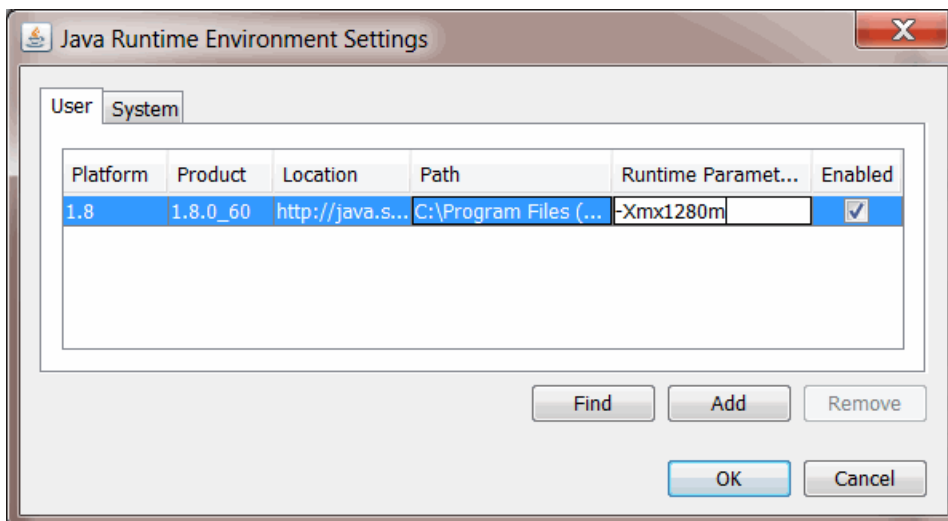 Java Runtime Environment Settings
User System
Platform Product Location Path Runtime Paramet... Enabled
1.8 1.8.0_60 http://java.s... C:\Program Files (... -Xmx1280m
Find Add Remove
OK Cancel